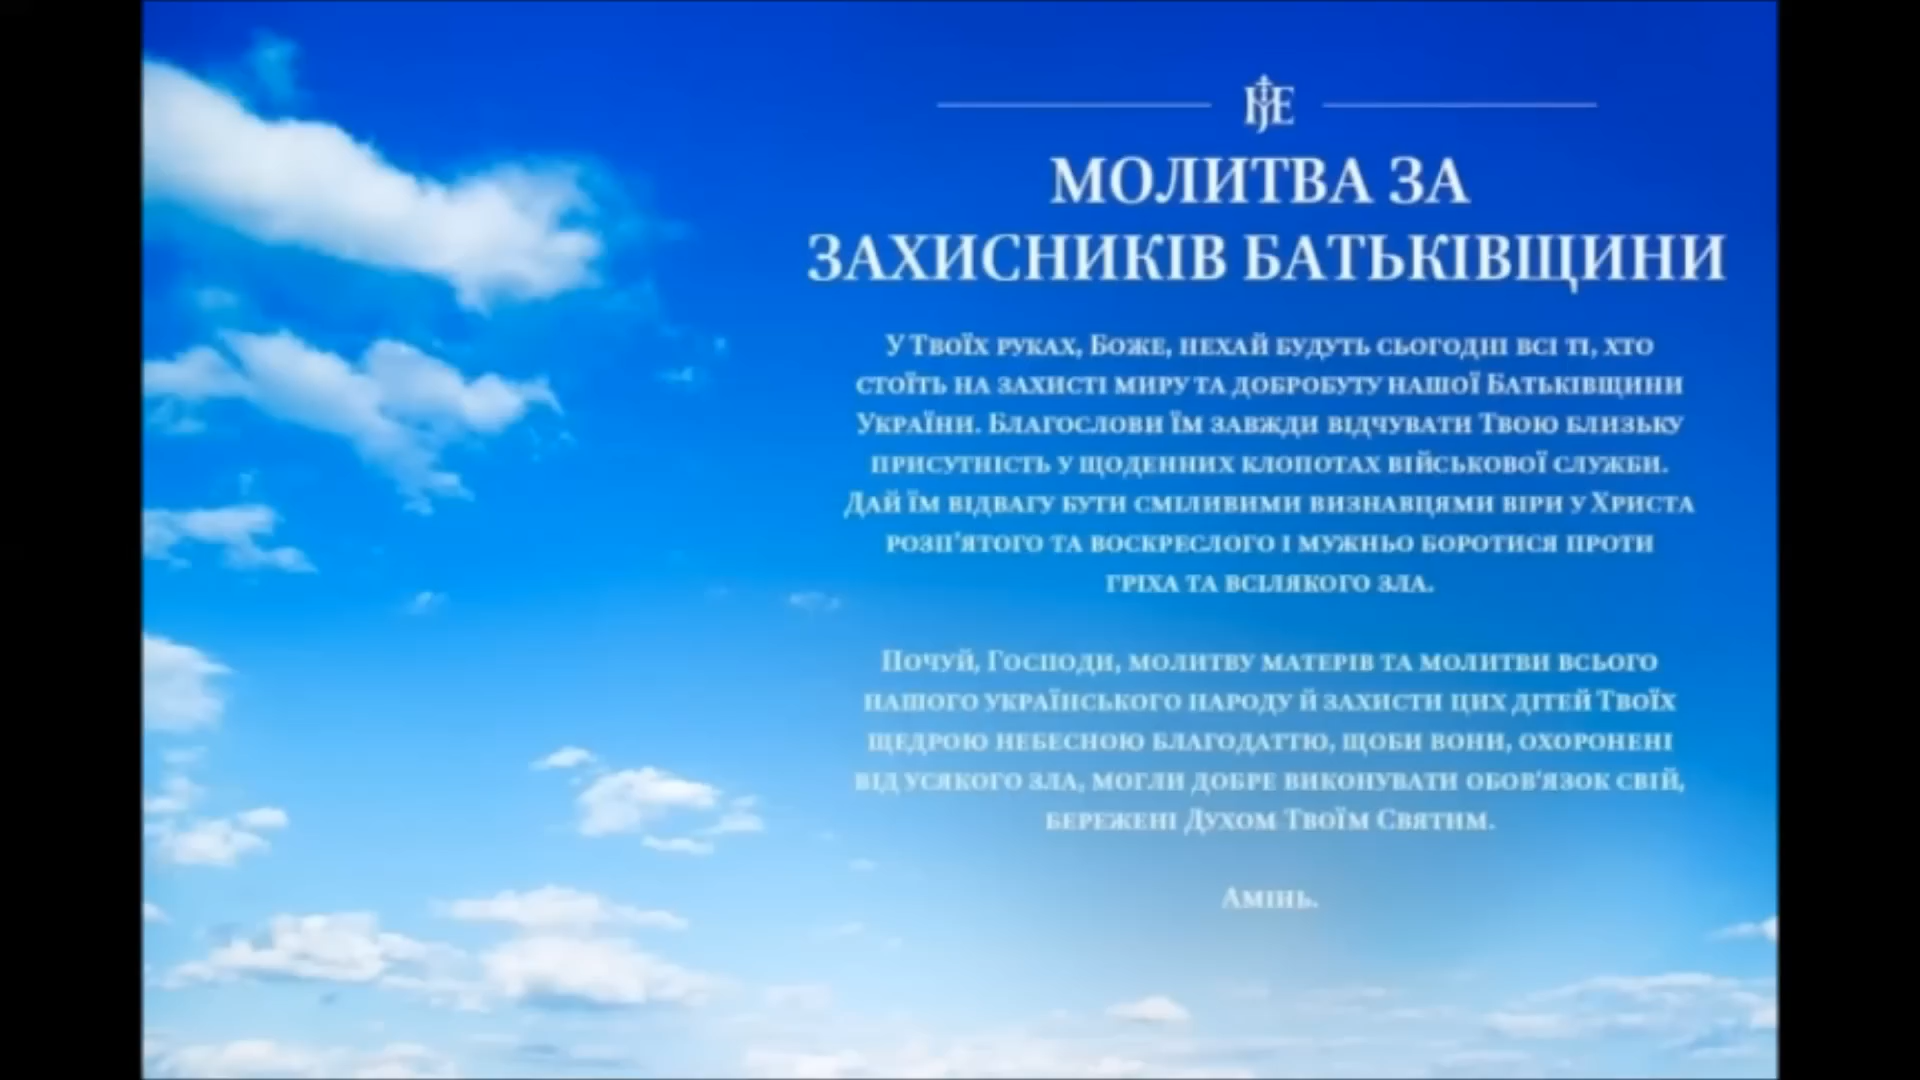 МОЛИТВА ЗА
ЗАХИСНИКІВ БАТЬКІВЩИНИ
У Твоїх руках, Боже, нехай будуть сьогодні всі ті, хто
стоїть на захисті миру та добробуту нашої Батьківщини
України. Благослови їм завжди відчувати Твою близьку
присутність у щоденних клопотах військової служби.
Дай їм відвагу бути сміливими визнавцями віри у Христа
розп'ятого та воскреслого і мужньо боротися проти
гріха та всілякого зла.
Почуй, Господи, молитву матерів та молитви всього
нашого українського народу й захисти цих дітей Твоїх
щедрою небесною благодаттю, щоби вони, охоронені
від усякого зла, могли добре виконувати обов'язок свій,
бережені Духом Твоїм Святим.
Амінь.